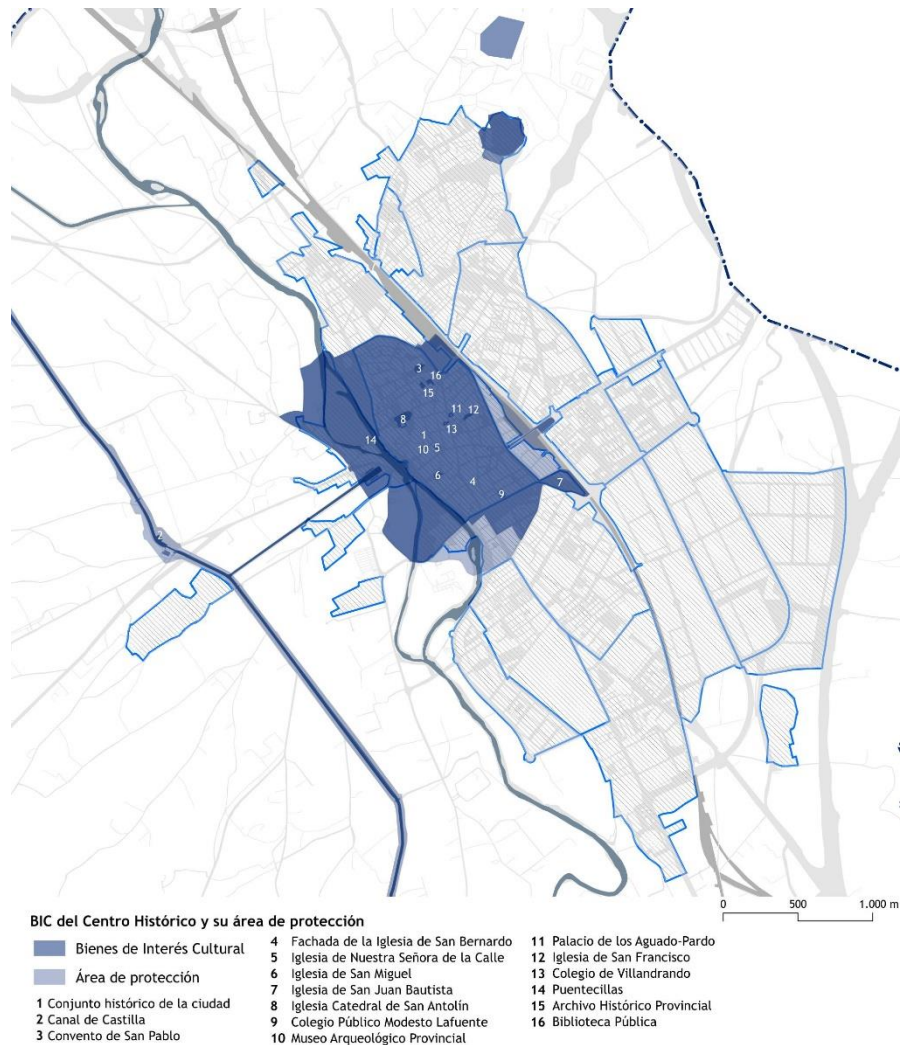 3
16
15
11
12
8
13
1
14
10
5
6
4
9
7
2
0 500 1.000 m
BIC del Centro Histórico y su área de protección
Bienes de Interés Cultural
Área de protección
1 Conjunto histórico de la ciudad
2 Canal de Castilla
3 Convento de San Pablo
4 Fachada de la Iglesia de San Bernardo
5 Iglesia de Nuestra Señora de la Calle
6 Iglesia de San Miguel
7 Iglesia de San Juan Bautista
8 Iglesia Catedral de San Antolín
9 Colegio Público Modesto Lafuente
10 Museo Arqueológico Provincial
11 Palacio de los Aguado-Pardo
12 Iglesia de San Francisco
13 Colegio de Villandrando
14 Puentecillas
15 Archivo Histórico Provincial
16 Biblioteca Pública